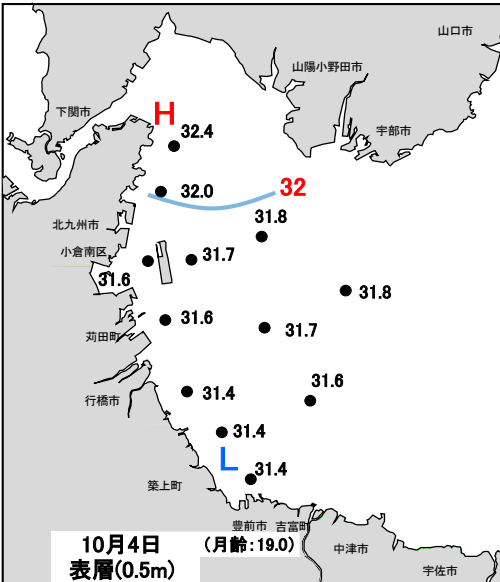 山口市
山陽小野田市
下関市
宇部市
H
32.4
32.0
32
北九州市
31.8
小倉南区
31.7
31.6
31.8
31.6
31.7
苅田町
31.6
31.4
行橋市
31.4
L
31.4
築上町
豊前市 吉富町
10月4日 (月齢:19.0)
表層(0.5m)
中津市
宇佐市